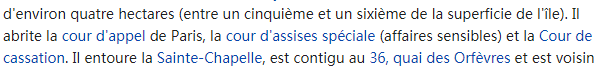 d'environ quatre hectares (entre un cinquième et un sixième de la superficie de l'île). Il
abrite la cour d'appel de Paris, la cour d'assises spéciale (affaires sensibles) et la Cour de
cassation. Il entoure la Sainte-Chapelle, est contigu au 36, quai des Orfèvres et est voisin